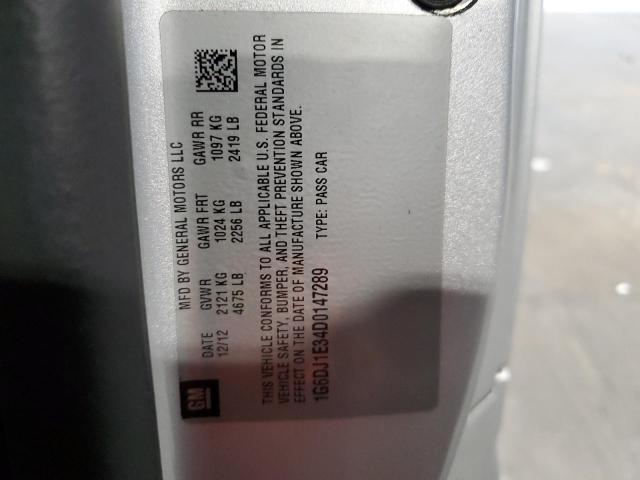 GM
MFD BY GENERAL MOTORS LLC
DATE GVWR GAWR FRT GAWR RR
12/12 2121 KG 1024 KG 1097 KG
4675 LB 2256 LB 2419 LB
THIS VEHICLE CONFORMS TO ALL APPLICABLE U.S. FEDERAL MOTOR
VEHICLE SAFETY, BUMPER, AND THEFT PREVENTION STANDARDS IN
EFFECT ON THE DATE OF MANUFACTURE SHOWN ABOVE.
1G6DJ1E34D0147289 TYPE: PASS CAR